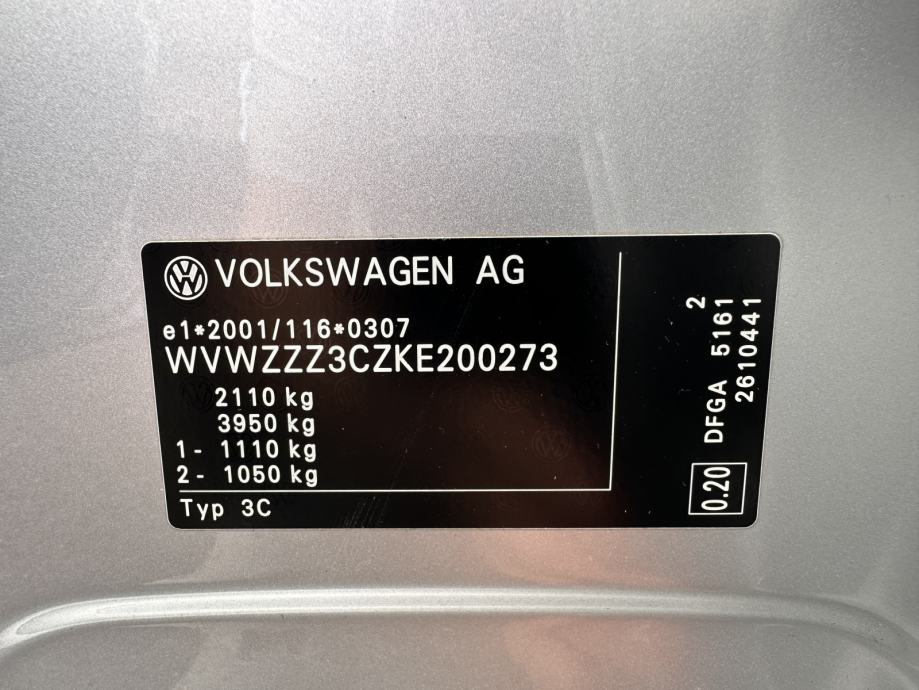 VOLKSWAGEN AG
e1*2001/116*0307
WVWZZZ3CZKE200273
2110 kg
3950 kg
1- 1110 kg
2- 1050 kg
Typ 3C
2
DFGA 5161
2610441
0.20